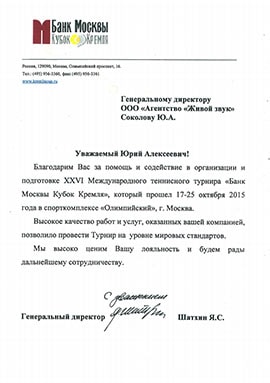 Банк Москвы
Кубок Кремля
Россия, 129090, Москва, Олимпийский проспект, 16.
Тел.: (495) 956-3360, факс (495) 956-3361
Генеральному директору
ООО «Агентство «Живой звук»
Соколову Ю.А.
Уважаемый Юрий Алексеевич!
Благодарим Вас за помощь и содействие в организации и
подготовке XXVI Международного теннисного турнира «Банк
Москвы Кубок Кремля», который прошел 17-25 октября 2015
года в спорткомплексе «Олимпийский», г. Москва.
Высокое качество работ и услуг, оказанных вашей компанией,
позволило провести Турнир на уровне мировых стандартов.
Мы высоко ценим Вашу лояльность и будем рады
дальнейшему сотрудничеству.
С уважением
Генеральный директор Шатхин Я.С.